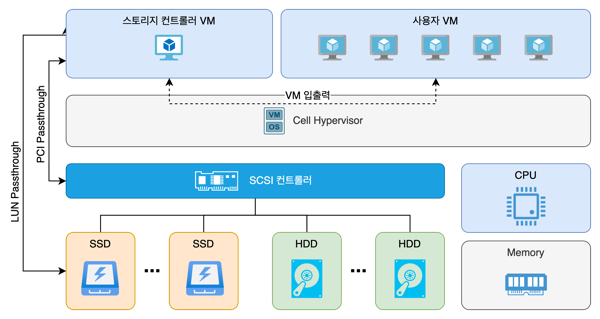 스토리지 컨트롤러 VM
사용자 VM
VM 입출력
VM
OS
Cell Hypervisor
LUN Passthrough
PCI Passthrough
SCSI 컨트롤러
CPU
SSD
SSD
HDD
HDD
Memory